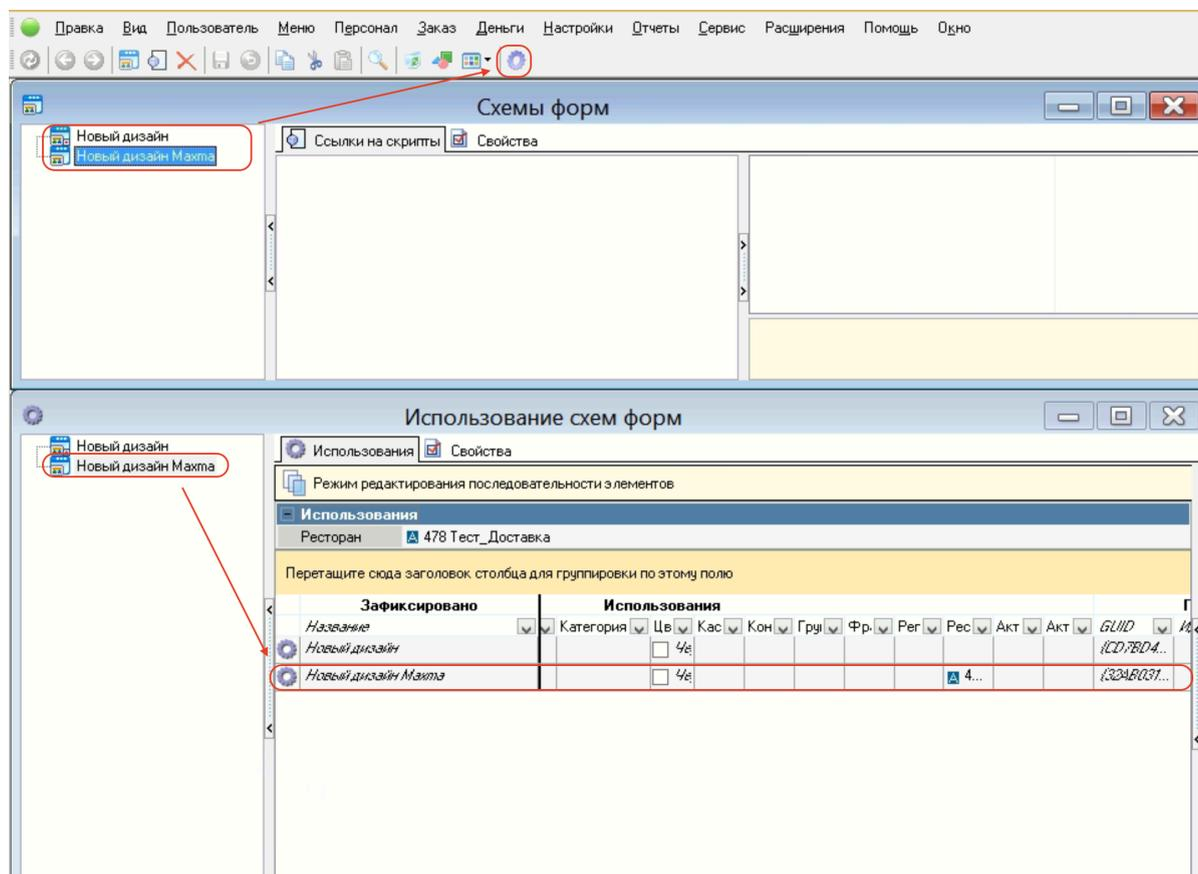 Правка Вид Пользователь Меню Персонал Заказ Деньги Настройки Отчеты Сервис Расширения Помощь Окно
Схемы форм
Новый дизайн
Новый дизайн Maxma
Ссылки на скрипты Свойства
Использование схем форм
Новый дизайн
Новый дизайн Maxma
Использования Свойства
Режим редактирования последовательности элементов
Использования
Ресторан 478 Тест_Доставка
Перетащите сюда заголовок столбца для группировки по этому полю
Зафиксировано Использования
Название Категория Цв Кас Кон Гру Фр. Рег Рес Акт Акт GUID
Новый дизайн Че {CD7BD4...
Новый дизайн Maxma Че 4... {32AB031...